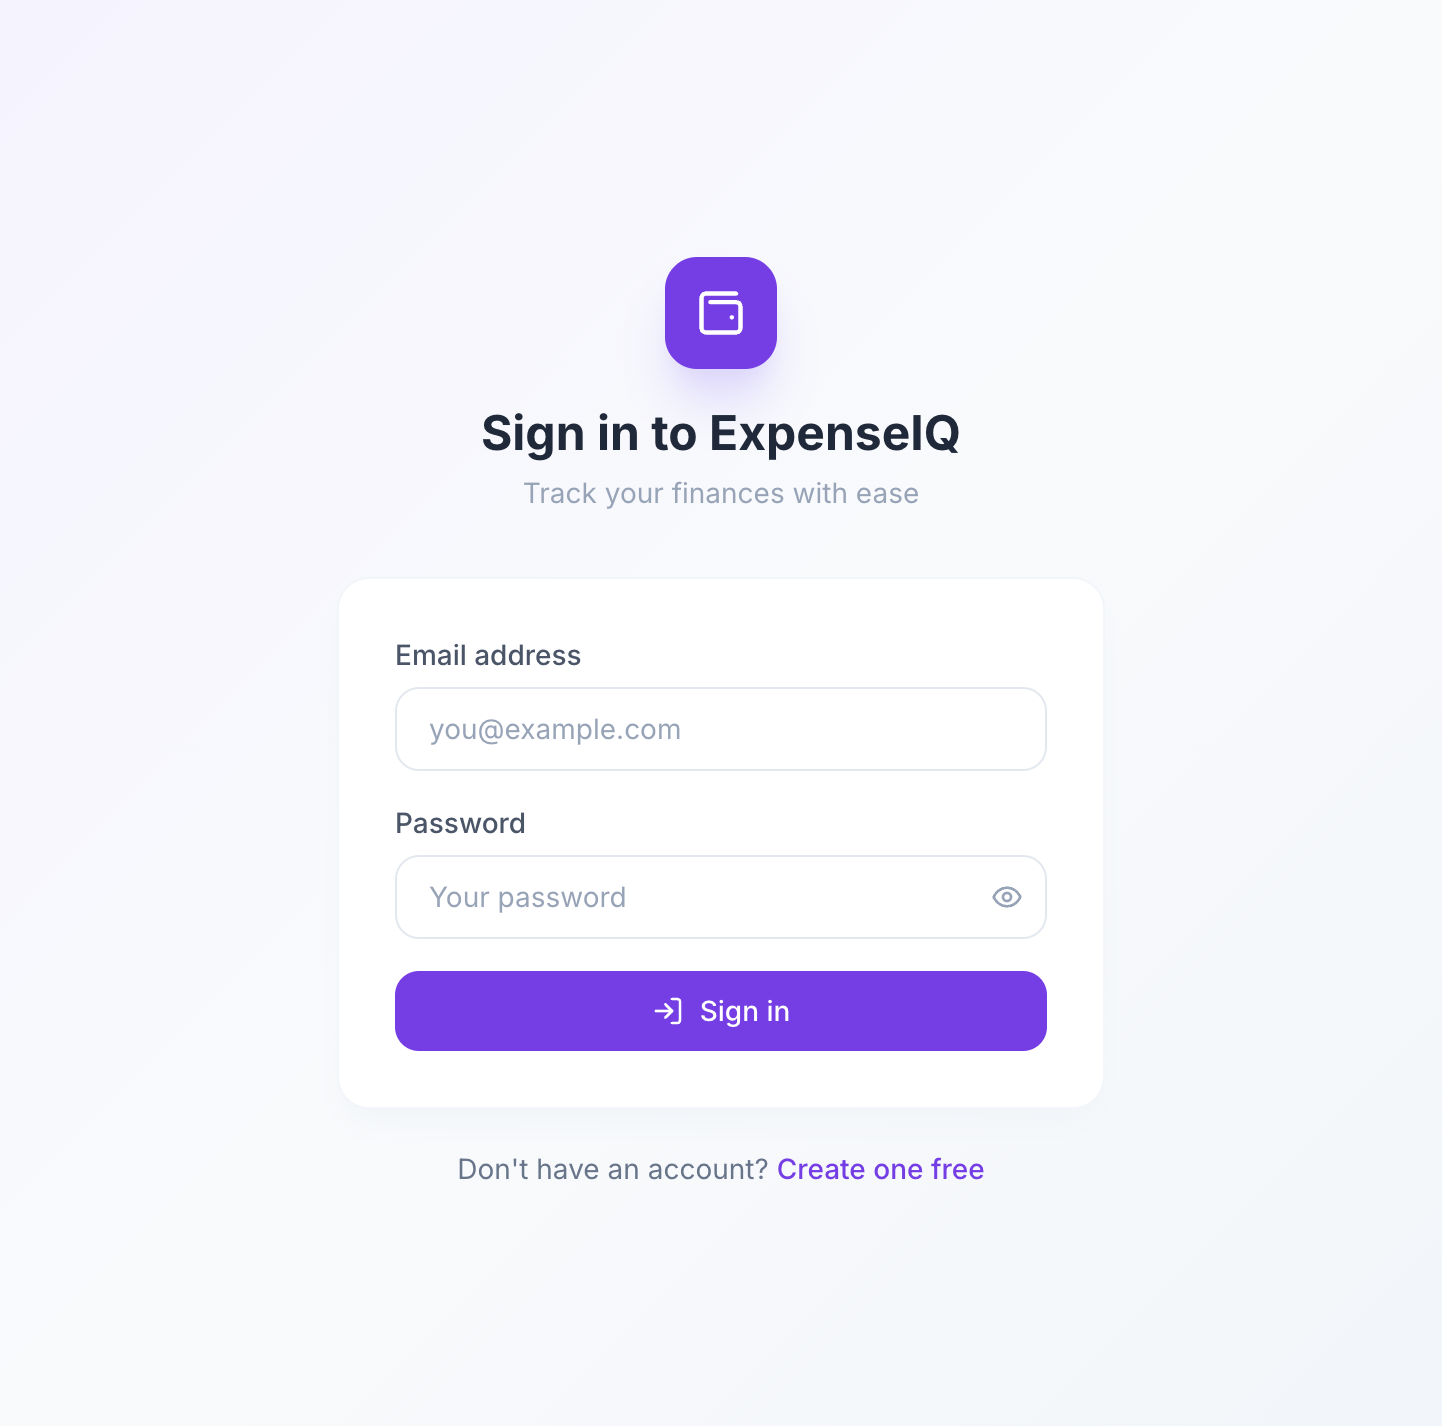 Sign in to ExpenseIQ
Track your finances with ease
Email address
you@example.com
Password
Your password
Sign in
Don't have an account? Create one free